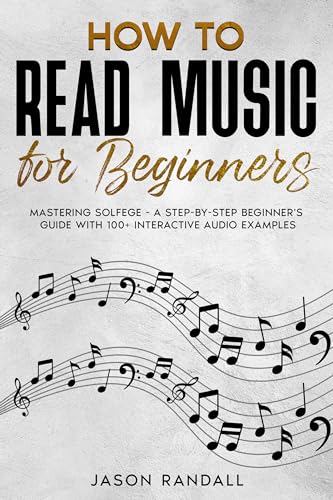 HOW TO
READ MUSIC
for Beginners
MASTERING SOLFEGE - A STEP-BY-STEP BEGINNER'S
GUIDE WITH 100+ INTERACTIVE AUDIO EXAMPLES
JASON RANDALL